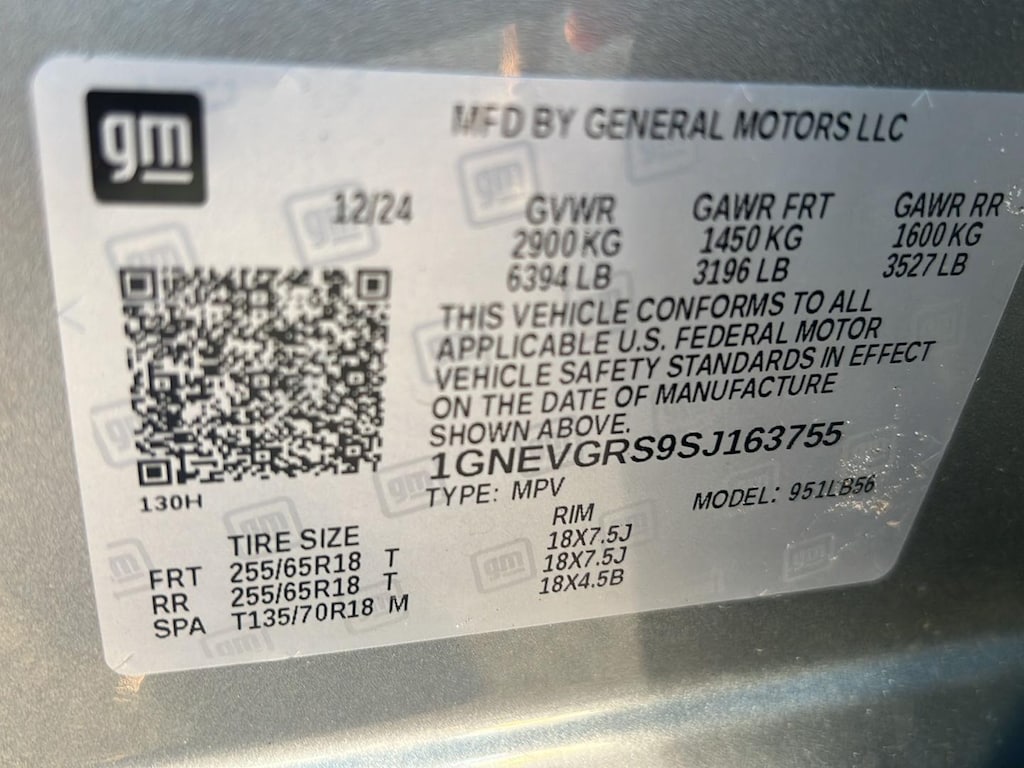 gm
MFD BY GENERAL MOTORS LLC
12/24
GVWR GAWR FRT GAWR RR
2900 KG 1450 KG 1600 KG
6394 LB 3196 LB 3527 LB
THIS VEHICLE CONFORMS TO ALL
APPLICABLE U.S. FEDERAL MOTOR
VEHICLE SAFETY STANDARDS IN EFFECT
ON THE DATE OF MANUFACTURE
SHOWN ABOVE.
1GNEVGRS9SJ163755
TYPE: MPV MODEL: 951LB56
130H
TIRE SIZE RIM
FRT 255/65R18 T 18X7.5J
RR 255/65R18 T 18X7.5J
SPA T135/70R18 M 18X4.5B